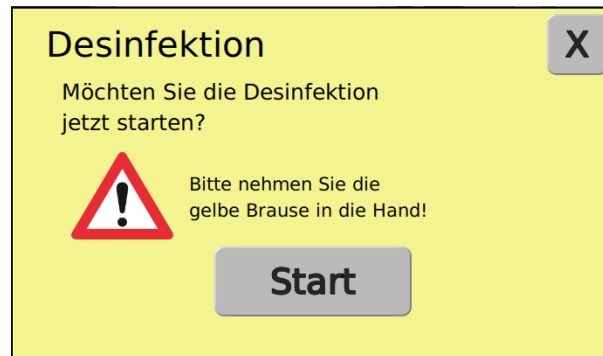 Desinfektion
X
Möchten Sie die Desinfektion
jetzt starten?
!
Bitte nehmen Sie die
gelbe Brause in die Hand!
Start